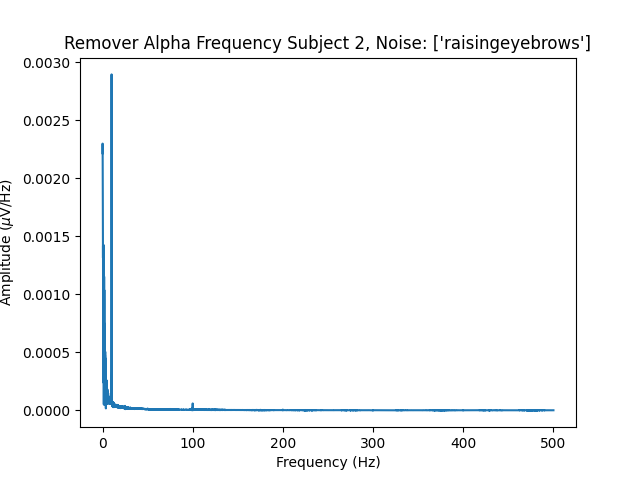 Remover Alpha Frequency Subject 2, Noise: ['raisingeyebrows']
0.0030
0.0025
0.0020
0.0015
0.0010
0.0005
0.0000
Amplitude (μV/Hz)
0 100 200 300 400 500
Frequency (Hz)